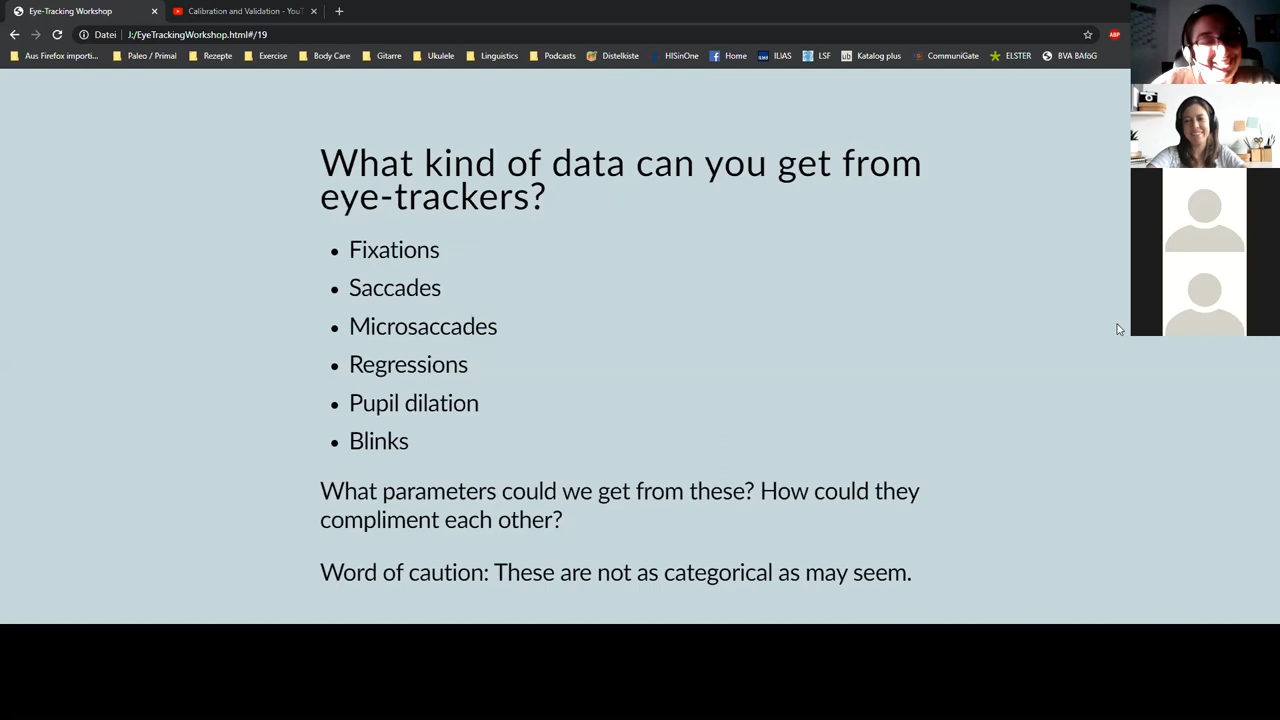 Eye-Tracking Workshop
Calibration and Validation - YouT
Datei J:/EyeTrackingWorkshop.html#/19
ABP
Aus Firefox importi... Paleo / Primal Rezepte Exercise Body Care Gitarre Ukulele Linguistics Podcasts Distelkiste HISinOne Home ILIAS LSF ub Katalog plus CommuniGate ELSTER BVA BAföG
What kind of data can you get from
eye-trackers?
• Fixations
• Saccades
• Microsaccades
• Regressions
• Pupil dilation
• Blinks
What parameters could we get from these? How could they
compliment each other?
Word of caution: These are not as categorical as may seem.